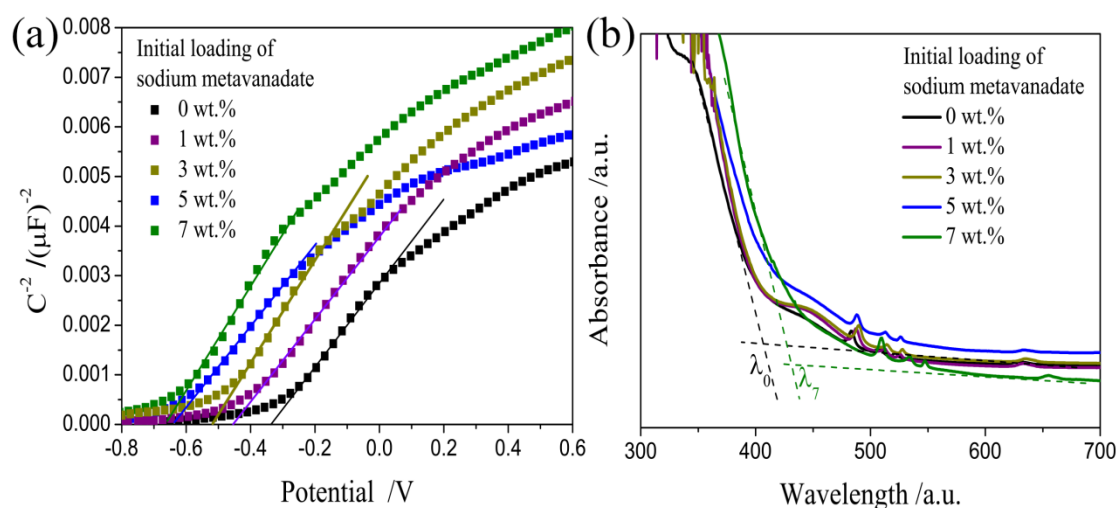 (a)
Initial loading of
sodium metavanadate
0 wt.%
1 wt.%
3 wt.%
5 wt.%
7 wt.%
0.008
0.007
0.006
0.005
0.004
0.003
0.002
0.001
0.000
C⁻² /(μF)⁻²
-0.8 -0.6 -0.4 -0.2 0.0 0.2 0.4 0.6
Potential /V
(b)
Initial loading of
sodium metavanadate
0 wt.%
1 wt.%
3 wt.%
5 wt.%
7 wt.%
Absorbance /a.u.
λ₀
λ₇
300 400 500 600 700
Wavelength /a.u.